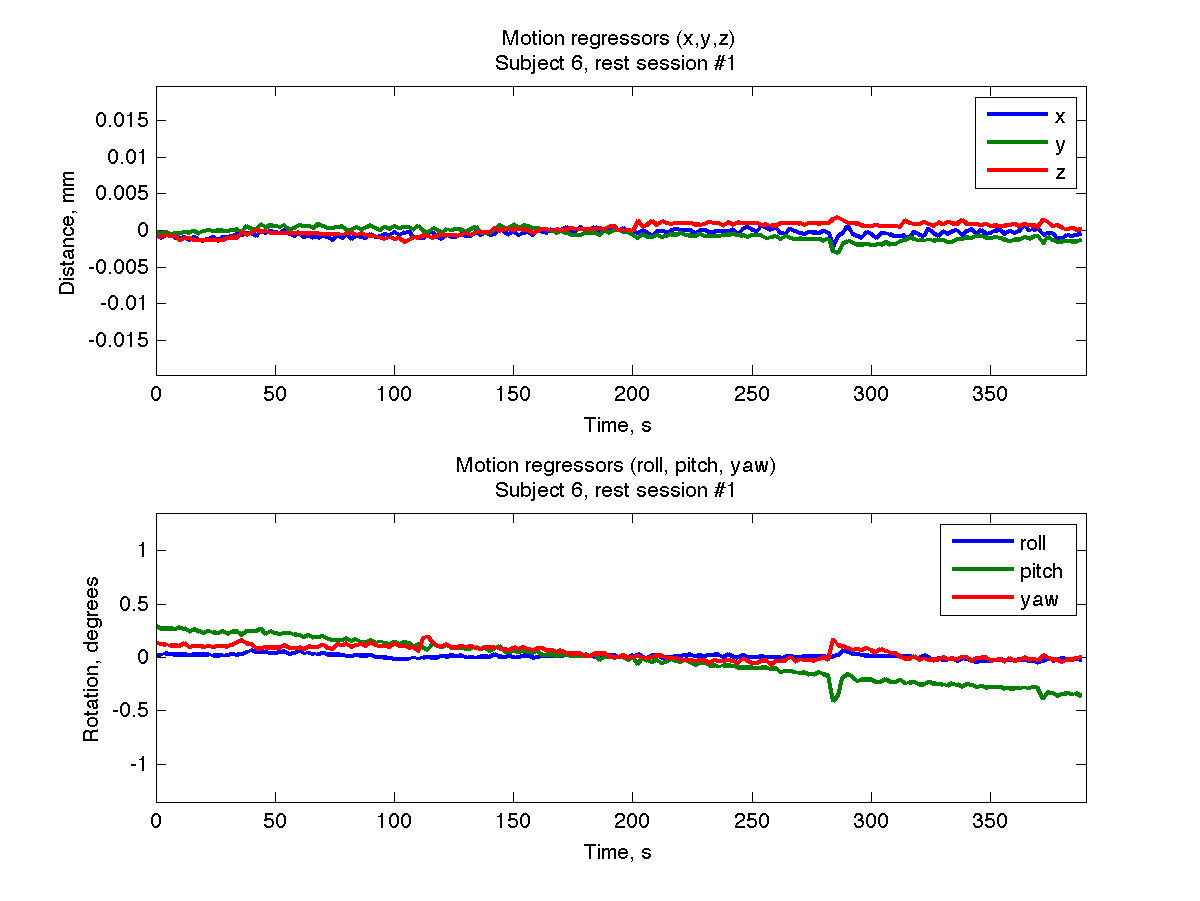 Motion regressors (x,y,z)
Subject 6, rest session #1
0.015
0.01
0.005
0
-0.005
-0.01
-0.015
Distance, mm
x
y
z
0 50 100 150 200 250 300 350
Time, s
Motion regressors (roll, pitch, yaw)
Subject 6, rest session #1
1
0.5
0
-0.5
-1
Rotation, degrees
roll
pitch
yaw
0 50 100 150 200 250 300 350
Time, s